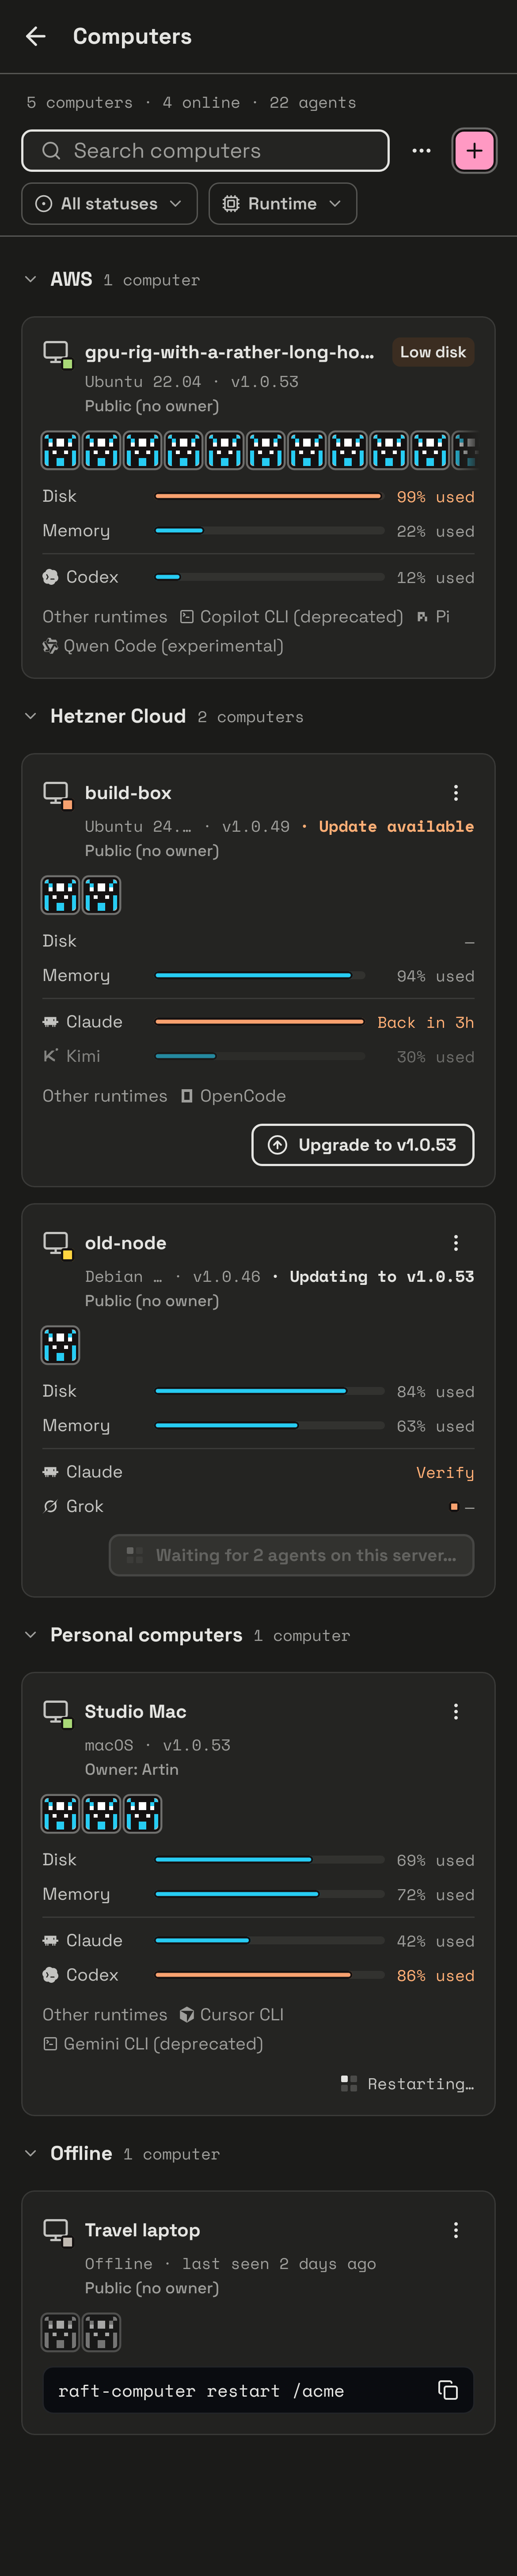 Computers
5 computers · 4 online · 22 agents
Search computers
All statuses
Runtime
AWS 1 computer
gpu-rig-with-a-rather-long-ho… Low disk
Ubuntu 22.04 · v1.0.53
Public (no owner)
Disk 99% used
Memory 22% used
Codex 12% used
Other runtimes Copilot CLI (deprecated) Pi
Qwen Code (experimental)
Hetzner Cloud 2 computers
build-box
Ubuntu 24.… · v1.0.49 · Update available
Public (no owner)
Disk —
Memory 94% used
Claude Back in 3h
Kimi 30% used
Other runtimes OpenCode
Upgrade to v1.0.53
old-node
Debian … · v1.0.46 · Updating to v1.0.53
Public (no owner)
Disk 84% used
Memory 63% used
Claude Verify
Grok —
Waiting for 2 agents on this server…
Personal computers 1 computer
Studio Mac
macOS · v1.0.53
Owner: Artin
Disk 69% used
Memory 72% used
Claude 42% used
Codex 86% used
Other runtimes Cursor CLI
Gemini CLI (deprecated)
Restarting…
Offline 1 computer
Travel laptop
Offline · last seen 2 days ago
Public (no owner)
raft-computer restart /acme